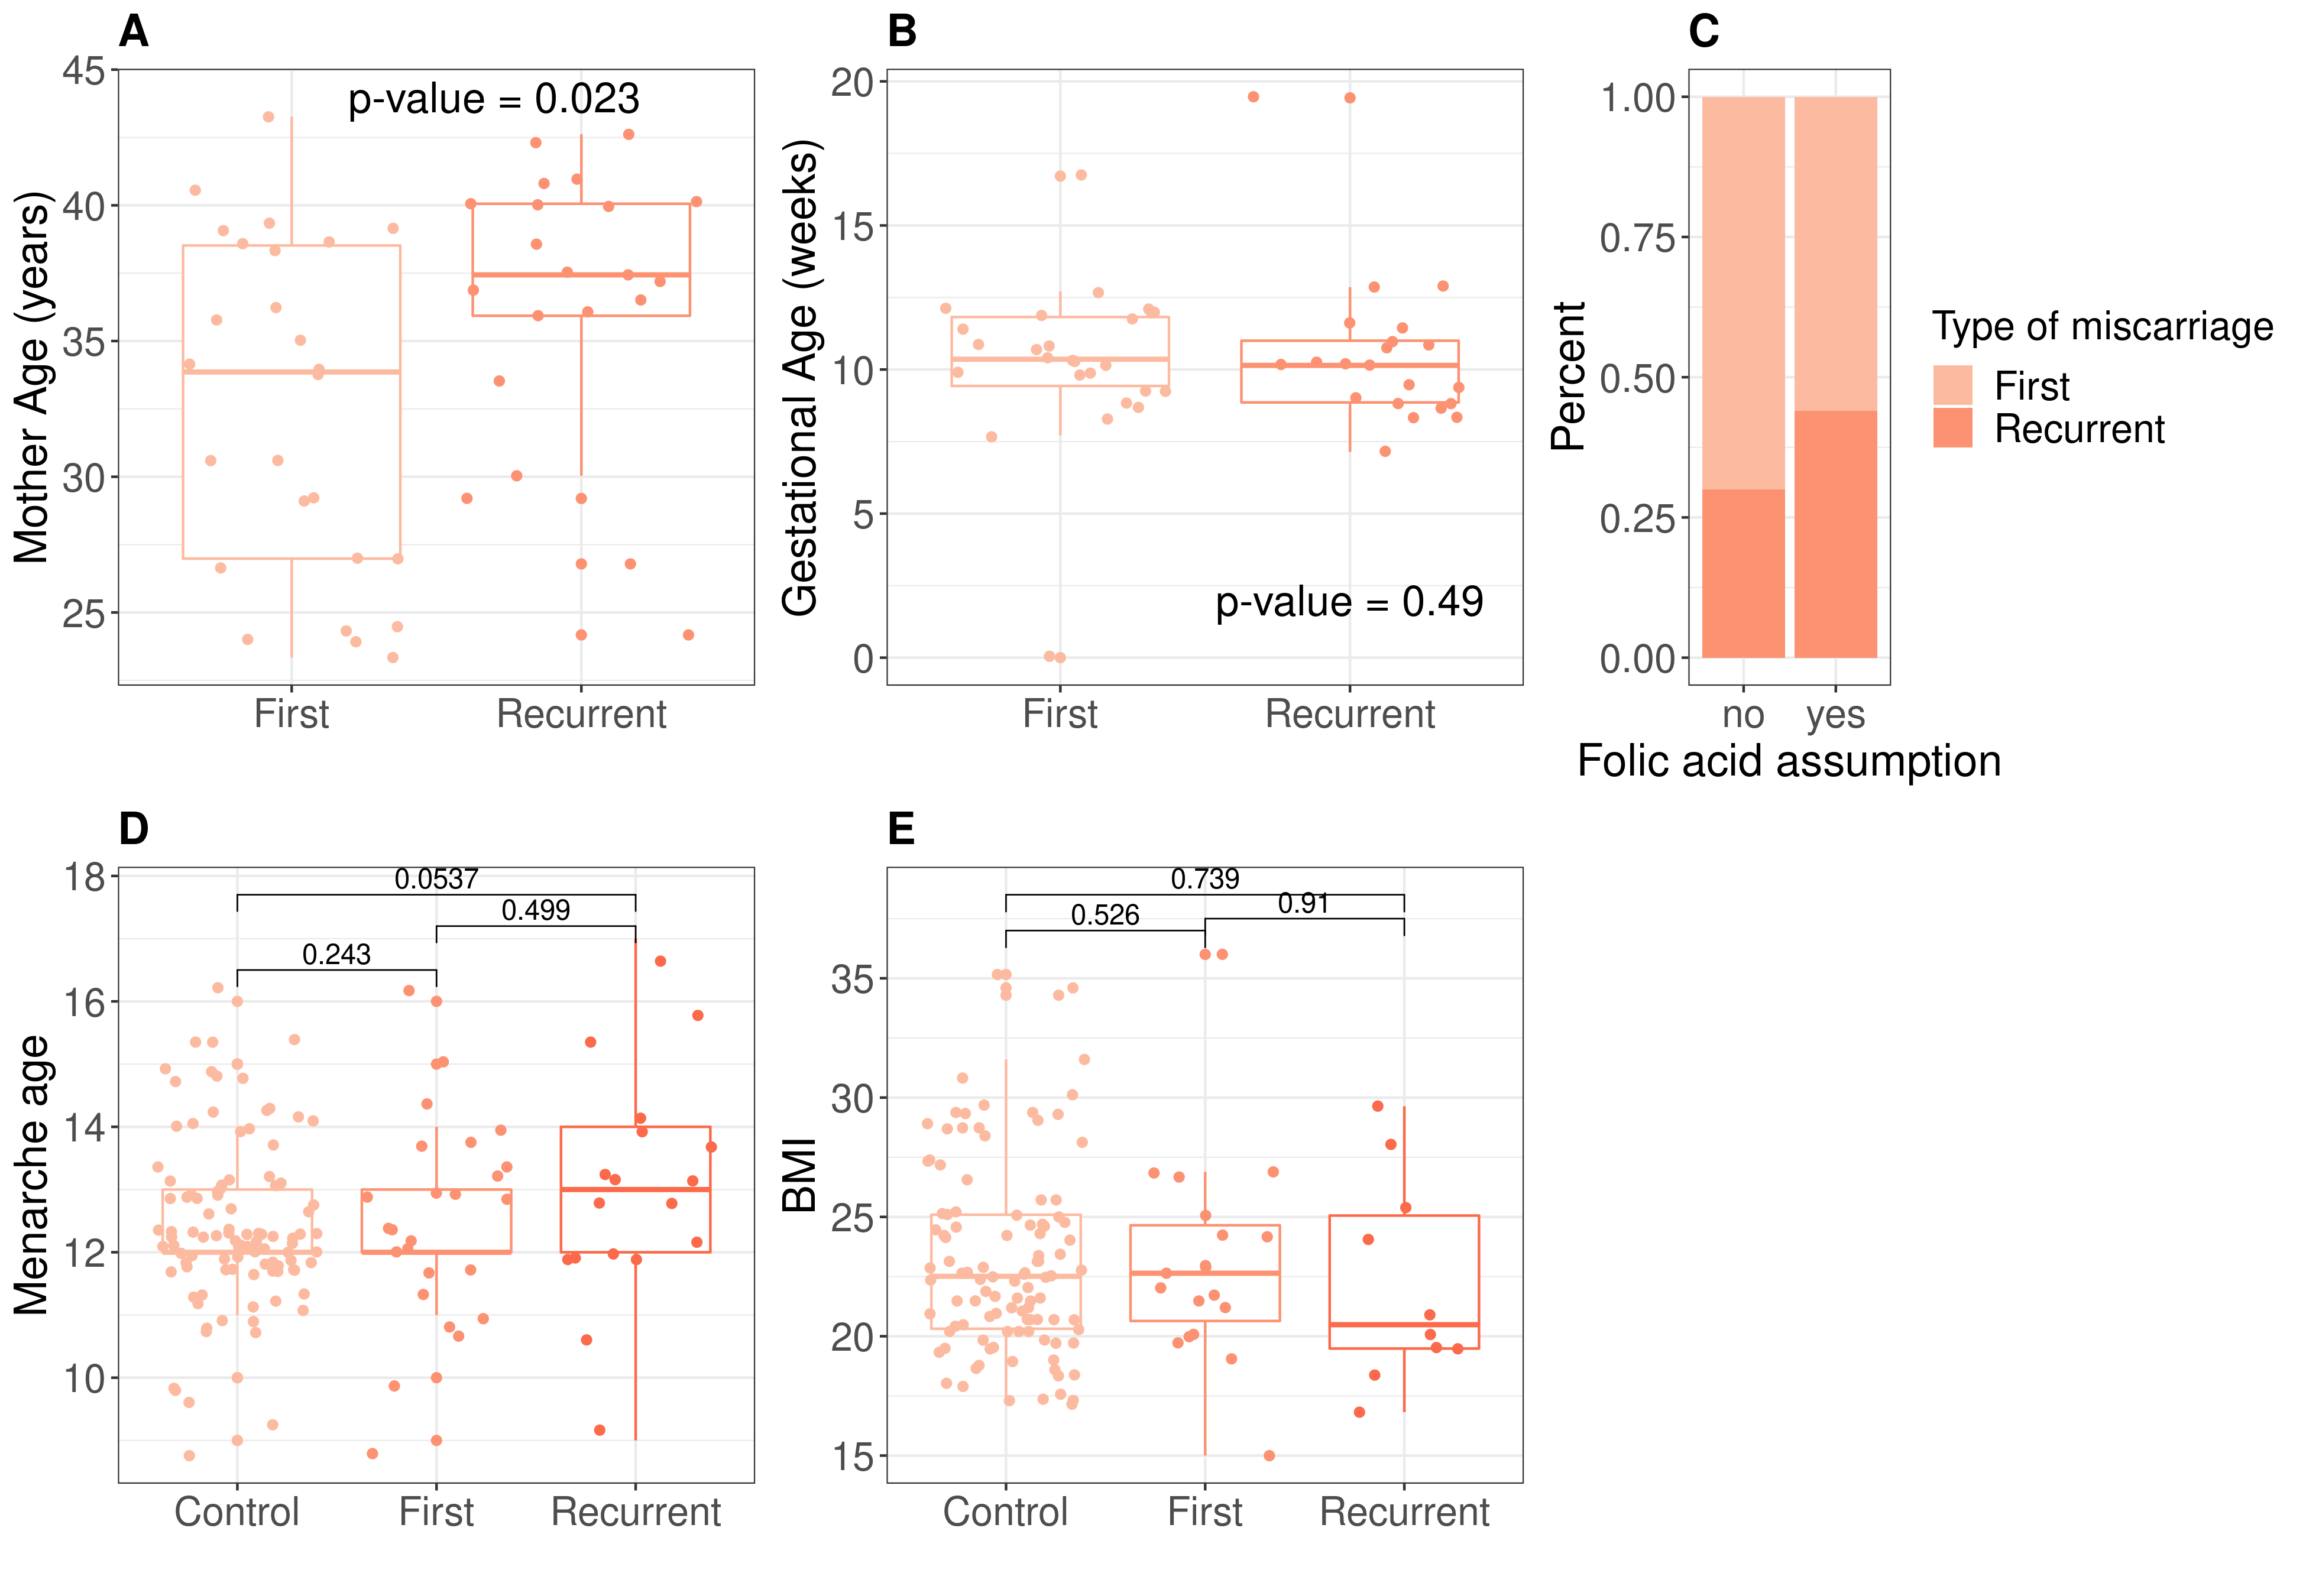 A
p-value = 0.023
Mother Age (years)
45
40
35
30
25
First
Recurrent
B
p-value = 0.49
Gestational Age (weeks)
20
15
10
5
0
First
Recurrent
C
Percent
1.00
0.75
0.50
0.25
0.00
no
yes
Folic acid assumption
Type of miscarriage
First
Recurrent
D
0.0537
0.499
0.243
Menarche age
18
16
14
12
10
Control
First
Recurrent
E
0.739
0.91
0.526
BMI
35
30
25
20
15
Control
First
Recurrent